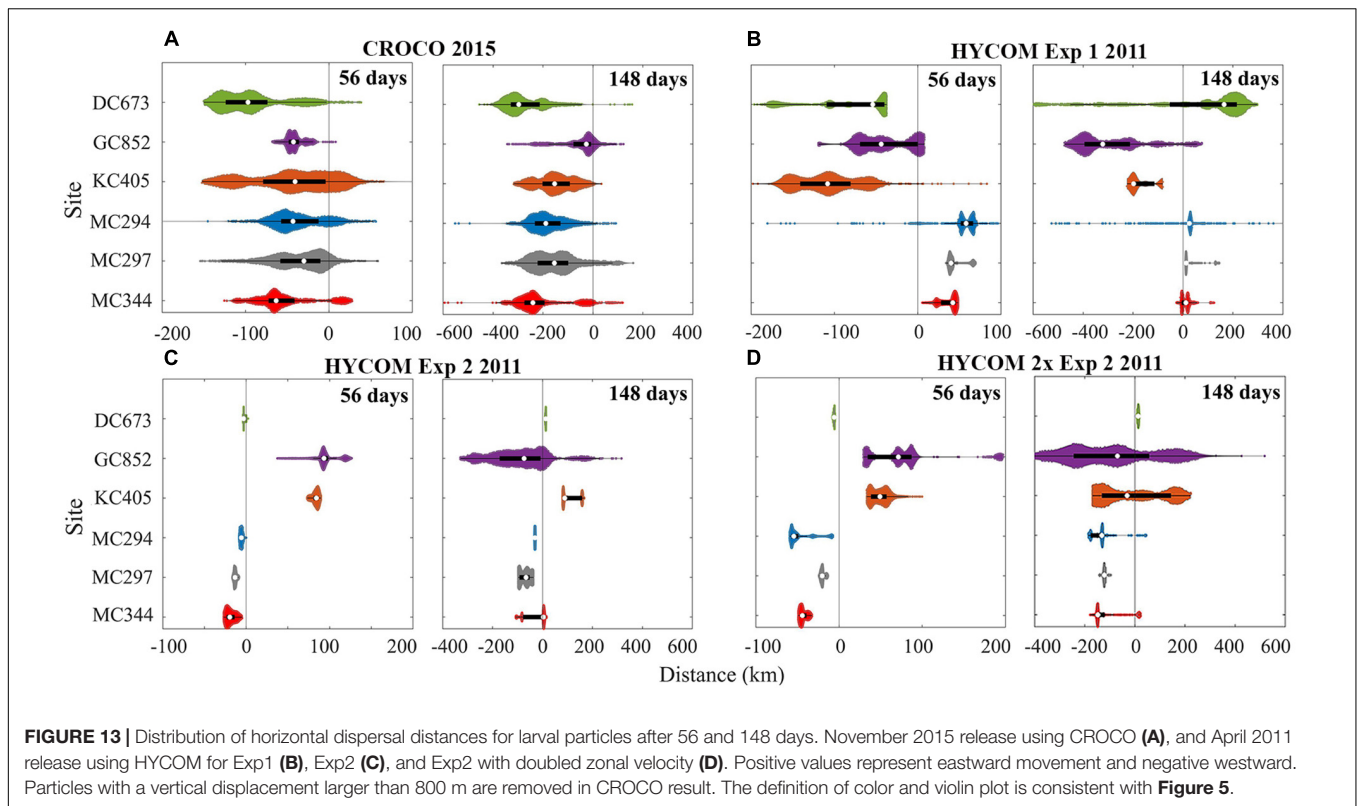 A
B
CROCO 2015
HYCOM Exp 1 2011
56 days
148 days
56 days
148 days
DC673
GC852
KC405
MC294
MC297
MC344
Site
-200 -100 0 100
-600 -400 -200 0 200 400
-200 -100 0 100
-600 -400 -200 0 200 400
C
D
HYCOM Exp 2 2011
HYCOM 2x Exp 2 2011
56 days
148 days
56 days
148 days
DC673
GC852
KC405
MC294
MC297
MC344
Site
-100 0 100 200
-400 -200 0 200 400 600
-100 0 100 200
-400 -200 0 200 400 600
Distance (km)
FIGURE 13 | Distribution of horizontal dispersal distances for larval particles after 56 and 148 days. November 2015 release using CROCO (A), and April 2011
release using HYCOM for Exp1 (B), Exp2 (C), and Exp2 with doubled zonal velocity (D). Positive values represent eastward movement and negative westward.
Particles with a vertical displacement larger than 800 m are removed in CROCO result. The definition of color and violin plot is consistent with Figure 5.